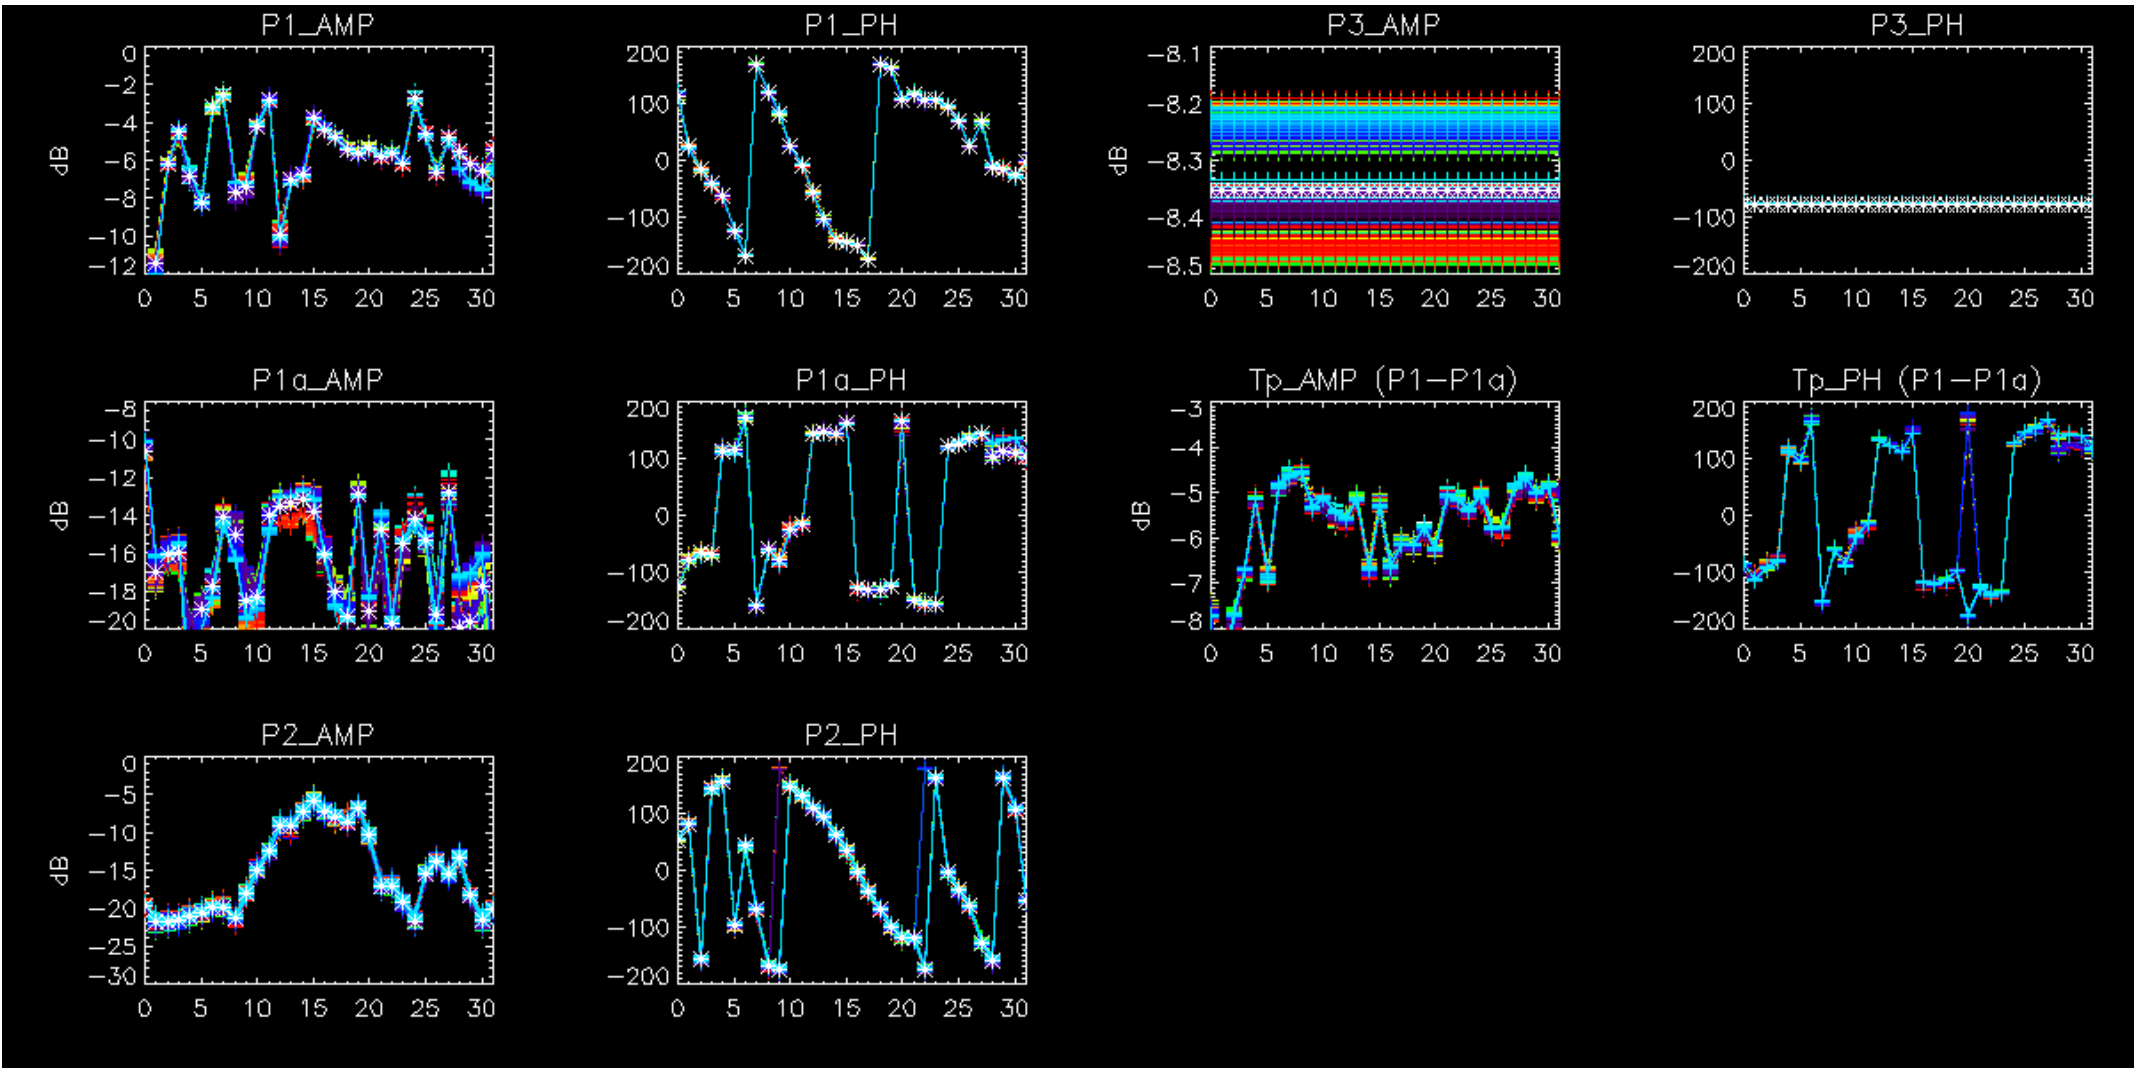 P1_AMP
dB
0
-2
-4
-6
-8
-10
-12
0 5 10 15 20 25 30
P1_PH
200
100
0
-100
-200
0 5 10 15 20 25 30
P3_AMP
dB
-8.1
-8.2
-8.3
-8.4
-8.5
0 5 10 15 20 25 30
P3_PH
200
100
0
-100
-200
0 5 10 15 20 25 30
P1a_AMP
dB
-8
-10
-12
-14
-16
-18
-20
0 5 10 15 20 25 30
P1a_PH
200
100
0
-100
-200
0 5 10 15 20 25 30
Tp_AMP (P1-P1a)
dB
-3
-4
-5
-6
-7
-8
0 5 10 15 20 25 30
Tp_PH (P1-P1a)
200
100
0
-100
-200
0 5 10 15 20 25 30
P2_AMP
dB
0
-5
-10
-15
-20
-25
-30
0 5 10 15 20 25 30
P2_PH
200
100
0
-100
-200
0 5 10 15 20 25 30